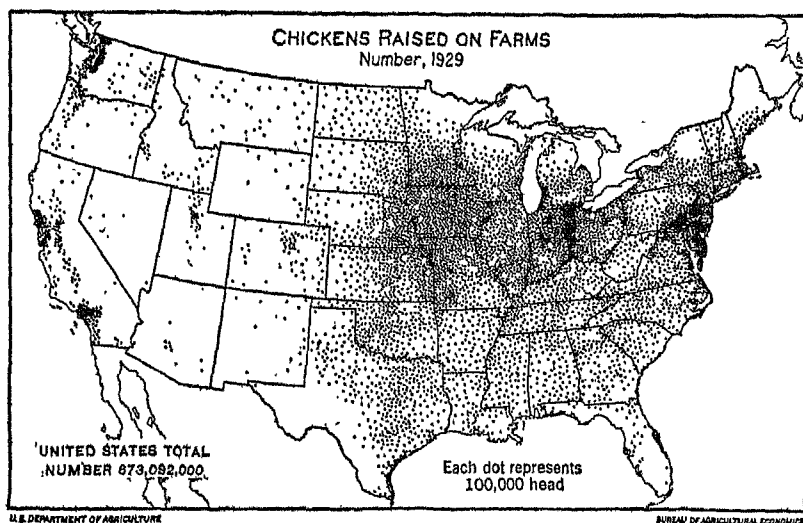 CHICKENS RAISED ON FARMS
Number, 1929
UNITED STATES TOTAL
NUMBER 673,092,000
Each dot represents
100,000 head
U.S. DEPARTMENT OF AGRICULTURE
BUREAU OF AGRICULTURAL ECONOMICS